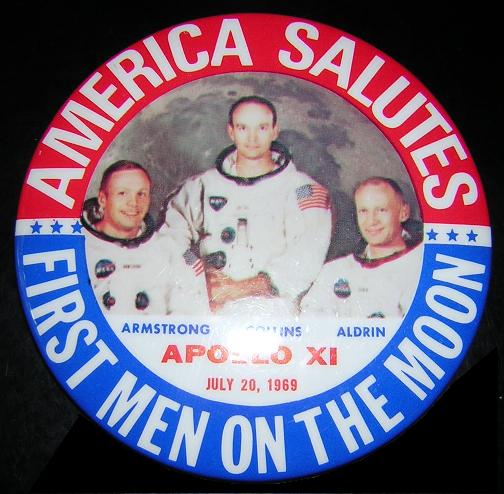 AMERICA SALUTES
ARMSTRONG COLLINS ALDRIN
APOLLO XI
JULY 20, 1969
FIRST MEN ON THE MOON